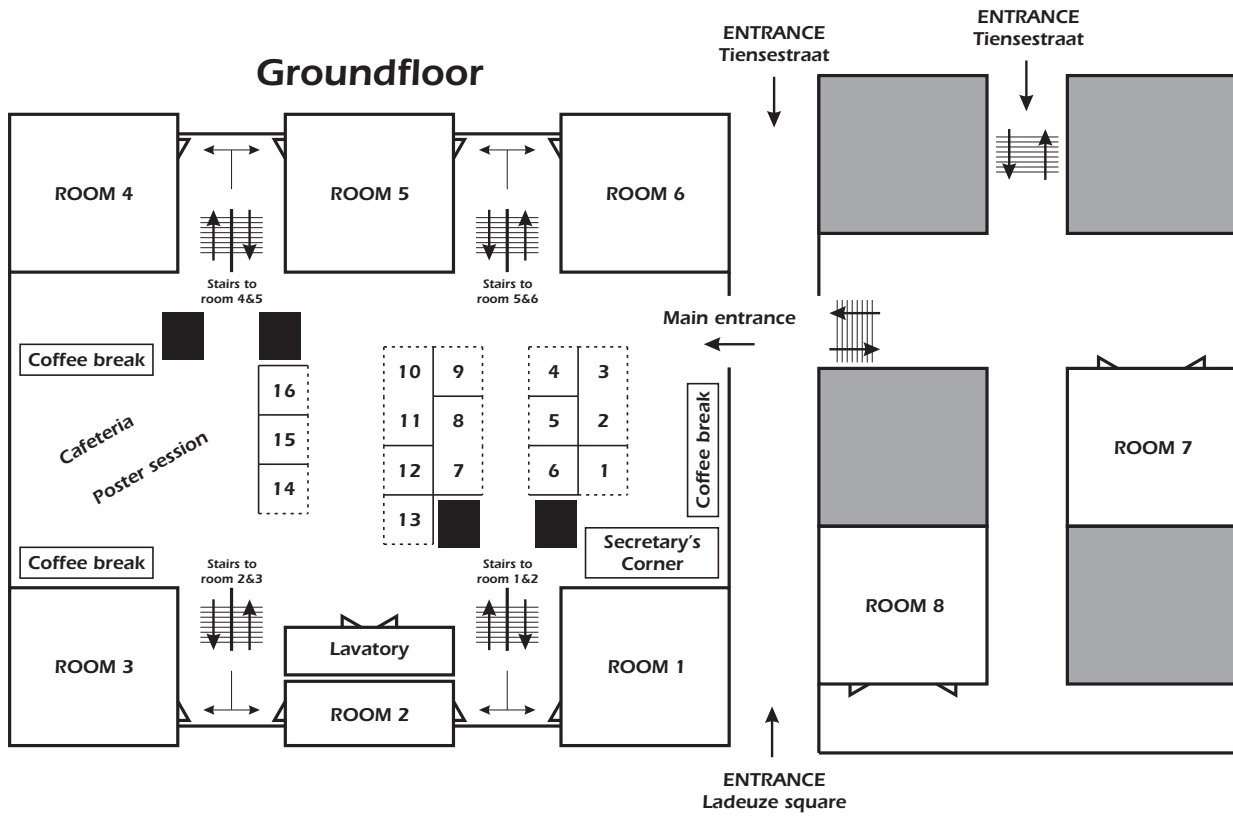 ENTRANCE
Tiensestraat
ENTRANCE
Tiensestraat
Groundfloor
ROOM 4
ROOM 5
ROOM 6
Stairs to
room 4&5
Stairs to
room 5&6
Main entrance
Coffee break
10
9
4
3
16
11
8
5
2
Cafeteria
Poster session
15
12
7
6
1
Coffee break
ROOM 7
14
13
Coffee break
Stairs to
room 2&3
Stairs to
room 1&2
Secretary's
Corner
ROOM 8
ROOM 3
Lavatory
ROOM 1
ROOM 2
ENTRANCE
Ladeuze square